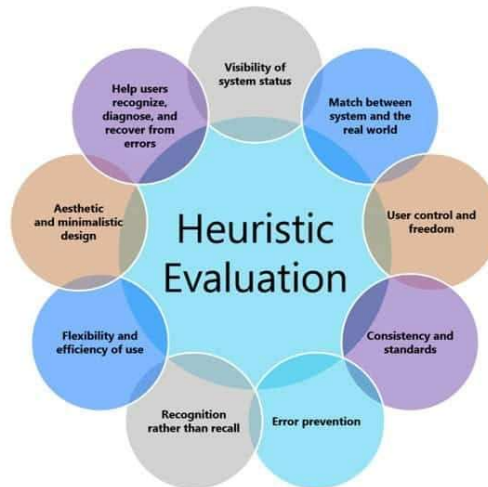 Visibility of
system status
Match between
system and the
real world
User control and
freedom
Consistency and
standards
Error prevention
Recognition
rather than recall
Flexibility and
efficiency of use
Aesthetic
and minimalistic
design
Help users
recognize,
diagnose, and
recover from
errors
Heuristic
Evaluation